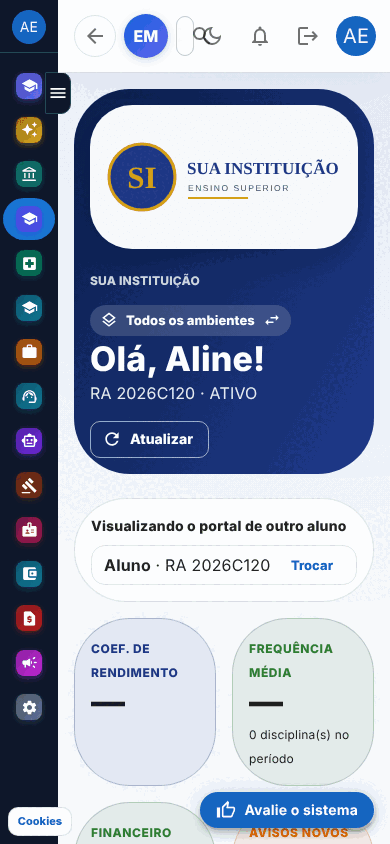 AE
EM
AE
SI
SUA INSTITUIÇÃO
ENSINO SUPERIOR
SUA INSTITUIÇÃO
Todos os ambientes
Olá, Aline!
RA 2026C120 · ATIVO
Atualizar
Visualizando o portal de outro aluno
Aluno · RA 2026C120
Trocar
COEF. DE
RENDIMENTO
—
FREQUÊNCIA
MÉDIA
—
0 disciplina(s) no
período
FINANCEIRO
AVISOS NOVOS
Avalie o sistema
Cookies